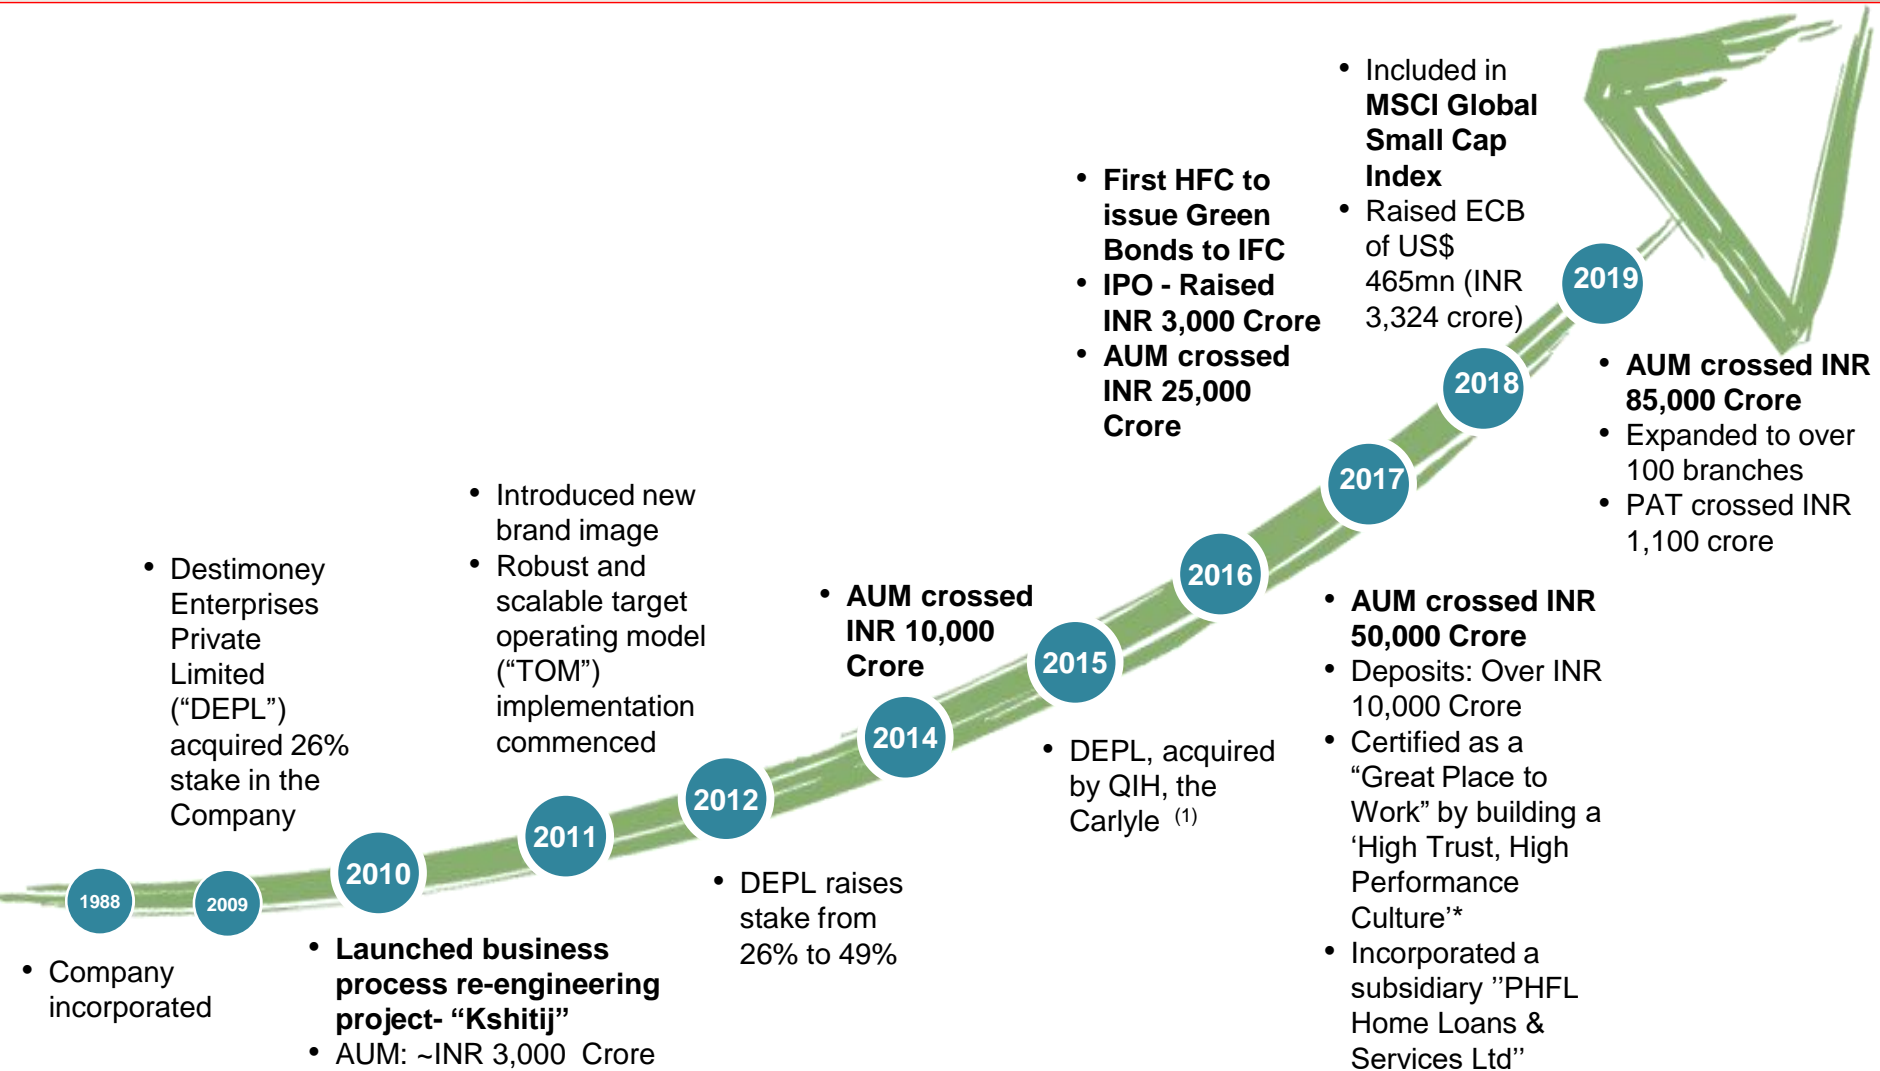 1988
• Company
incorporated
2009
• Destimoney
Enterprises
Private
Limited
(“DEPL”)
acquired 26%
stake in the
Company
2010
• Launched business
process re-engineering
project- “Kshitij”
• AUM: ~INR 3,000 Crore
2011
• Introduced new
brand image
• Robust and
scalable target
operating model
(“TOM”)
implementation
commenced
2012
• DEPL raises
stake from
26% to 49%
2014
• AUM crossed
INR 10,000
Crore
2015
• DEPL, acquired
by QIH, the
Carlyle (1)
2016
• First HFC to
issue Green
Bonds to IFC
• IPO - Raised
INR 3,000 Crore
• AUM crossed
INR 25,000
Crore
2017
• AUM crossed INR
50,000 Crore
• Deposits: Over INR
10,000 Crore
• Certified as a
“Great Place to
Work” by building a
‘High Trust, High
Performance
Culture’*
• Incorporated a
subsidiary ’’PHFL
Home Loans &
Services Ltd’’
2018
• Included in
MSCI Global
Small Cap
Index
• Raised ECB
of US$
465mn (INR
3,324 crore)
2019
• AUM crossed INR
85,000 Crore
• Expanded to over
100 branches
• PAT crossed INR
1,100 crore